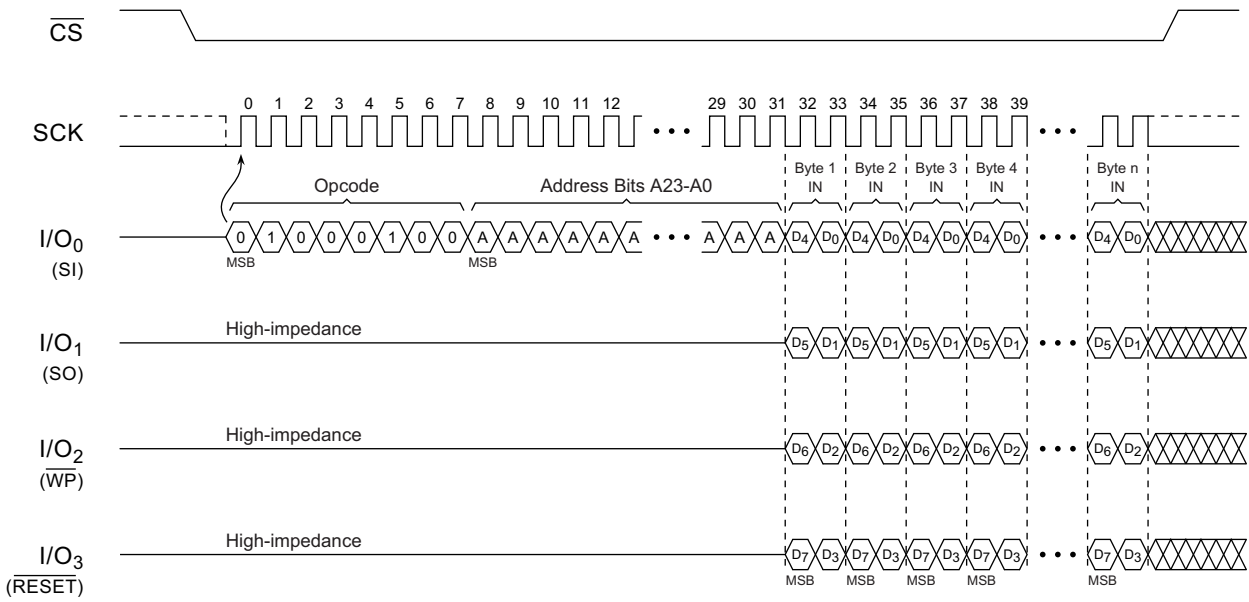 CS
0 1 2 3 4 5 6 7 8 9 10 11 12 29 30 31 32 33 34 35 36 37 38 39
SCK • • • • • •
Byte 1 IN Byte 2 IN Byte 3 IN Byte 4 IN Byte n IN
Opcode Address Bits A23-A0
I/O0 0 1 0 0 0 1 0 0 A A A A A A • • • A A A D4 D0 D4 D0 D4 D0 D4 D0 • • • D4 D0
(SI) MSB MSB
High-impedance
I/O1 D5 D1 D5 D1 D5 D1 D5 D1 • • • D5 D1
(SO)
High-impedance
I/O2 D6 D2 D6 D2 D6 D2 D6 D2 • • • D6 D2
(WP)
High-impedance
I/O3 D7 D3 D7 D3 D7 D3 D7 D3 • • • D7 D3
(RESET) MSB MSB MSB MSB MSB